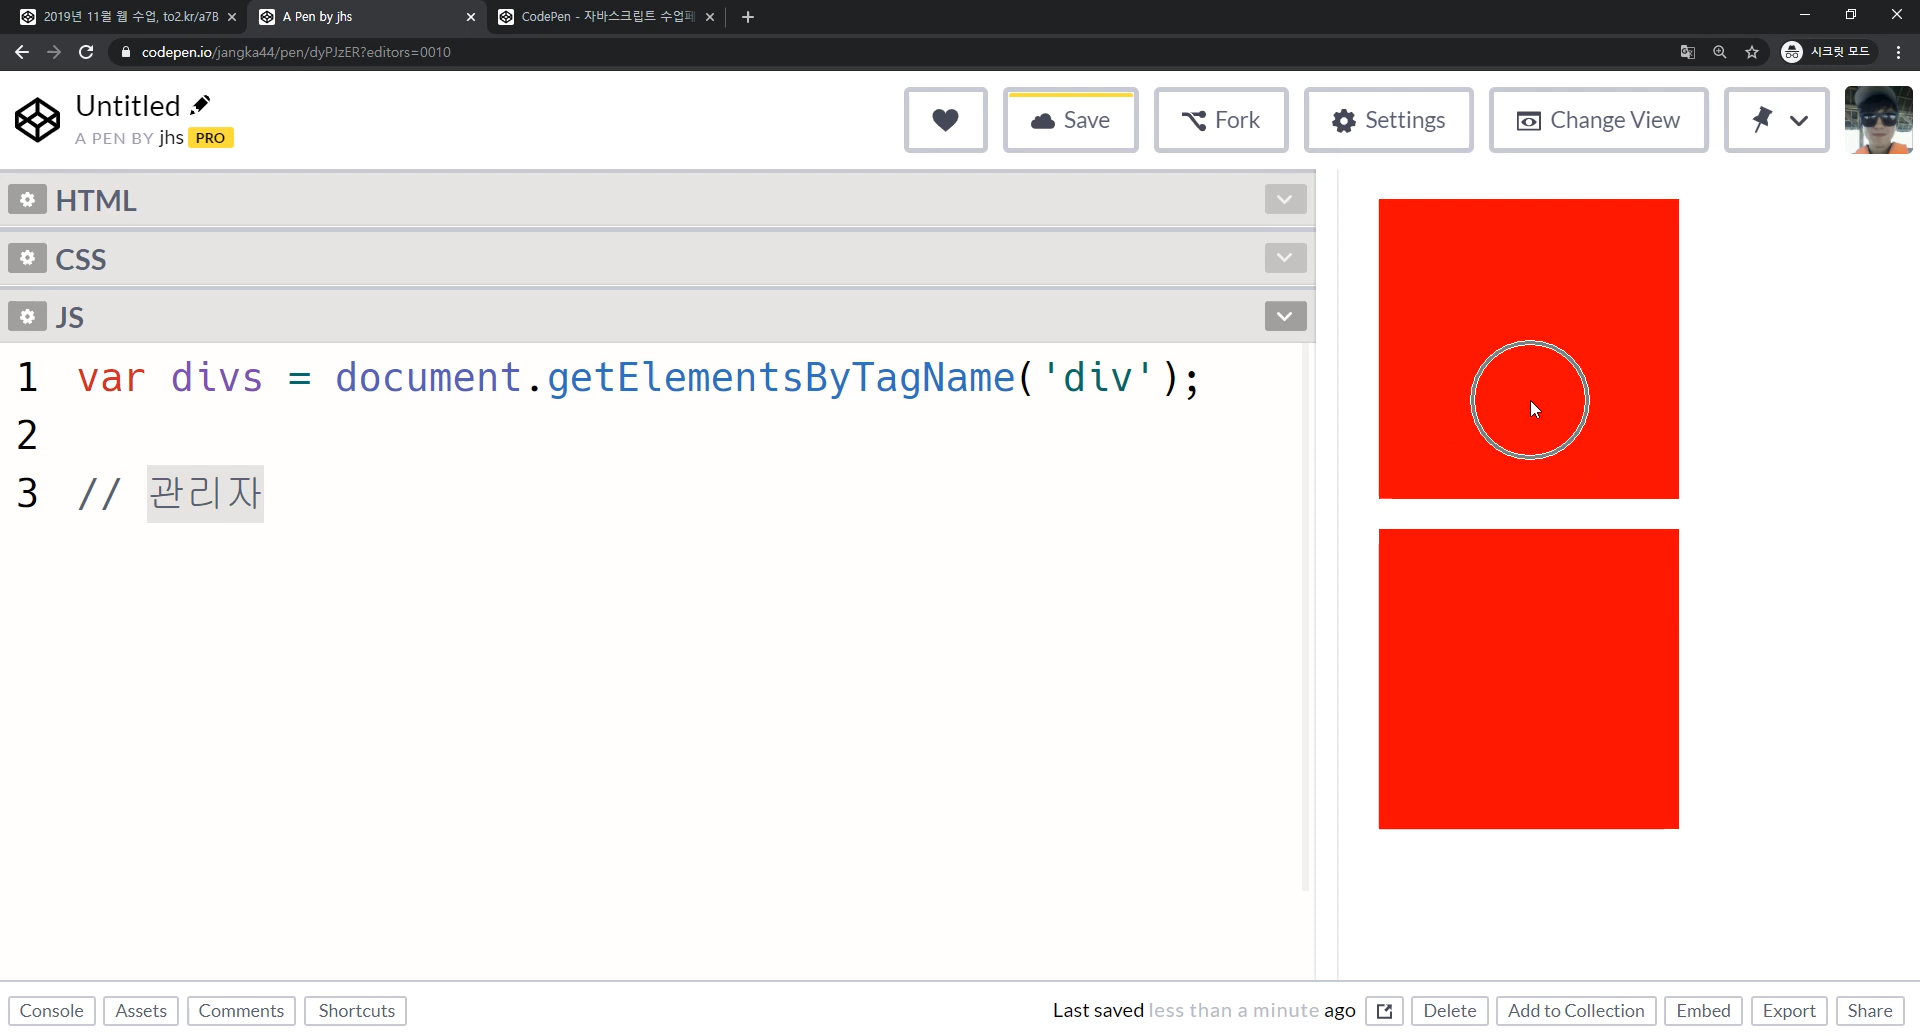 2019년 11월 웹 수업, to2.kr/a7B
A Pen by jhs
CodePen - 자바스크립트 수업페
codepen.io/jangka44/pen/dyPJzER?editors=0010
시크릿 모드
Untitled
A PEN BY jhs PRO
Save
Fork
Settings
Change View
HTML
CSS
JS
1 var divs = document.getElementsByTagName('div');
2
3 // 관리자
Console
Assets
Comments
Shortcuts
Last saved less than a minute ago
Delete
Add to Collection
Embed
Export
Share